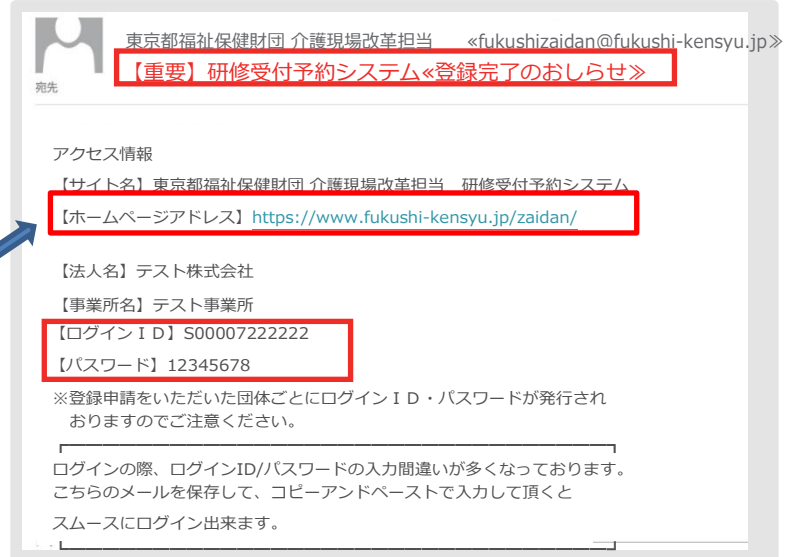 東京都福祉保健財団 介護現場改革担当　«fukushizaidan@fukushi-kensyu.jp≫
【重要】研修受付予約システム«登録完了のおしらせ≫
宛先
アクセス情報
【サイト名】東京都福祉保健財団 介護現場改革担当　研修受付予約システム
【ホームページアドレス】https://www.fukushi-kensyu.jp/zaidan/
【法人名】テスト株式会社
【事業所名】テスト事業所
【ログインＩＤ】S00007222222
【パスワード】12345678
※登録申請をいただいた団体ごとにログインＩＤ・パスワードが発行され
おりますのでご注意ください。
ログインの際、ログインID/パスワードの入力間違いが多くなっております。
こちらのメールを保存して、コピーアンドペーストで入力して頂くと
スムースにログイン出来ます。